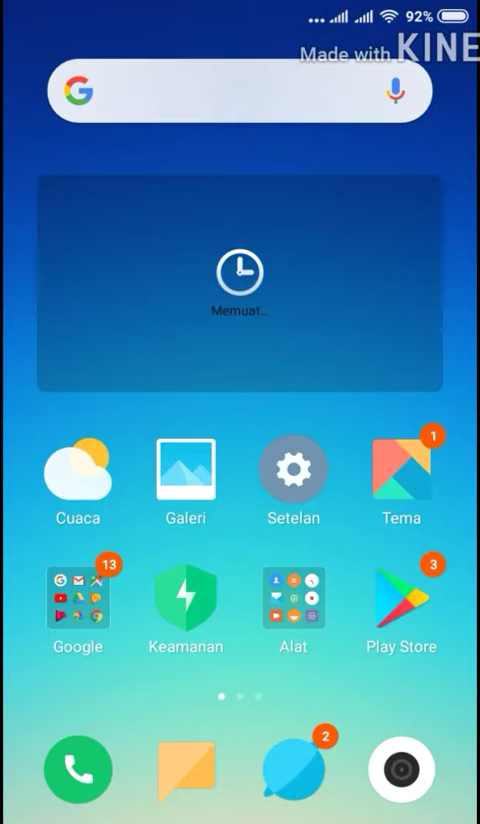 92%
Made with KINE
Memuat...
1
Cuaca
Galeri
Setelan
Tema
13
3
Google
Keamanan
Alat
Play Store
2